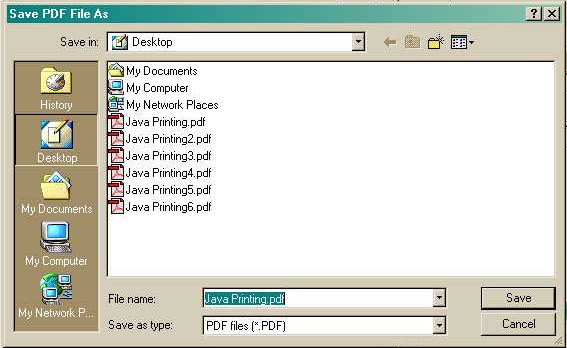 Save PDF File As
Save in:
Desktop
History
Desktop
My Documents
My Computer
My Network P...
My Documents
My Computer
My Network Places
Java Printing.pdf
Java Printing2.pdf
Java Printing3.pdf
Java Printing4.pdf
Java Printing5.pdf
Java Printing6.pdf
File name:
Java Printing.pdf
Save
Save as type:
PDF files (*.PDF)
Cancel